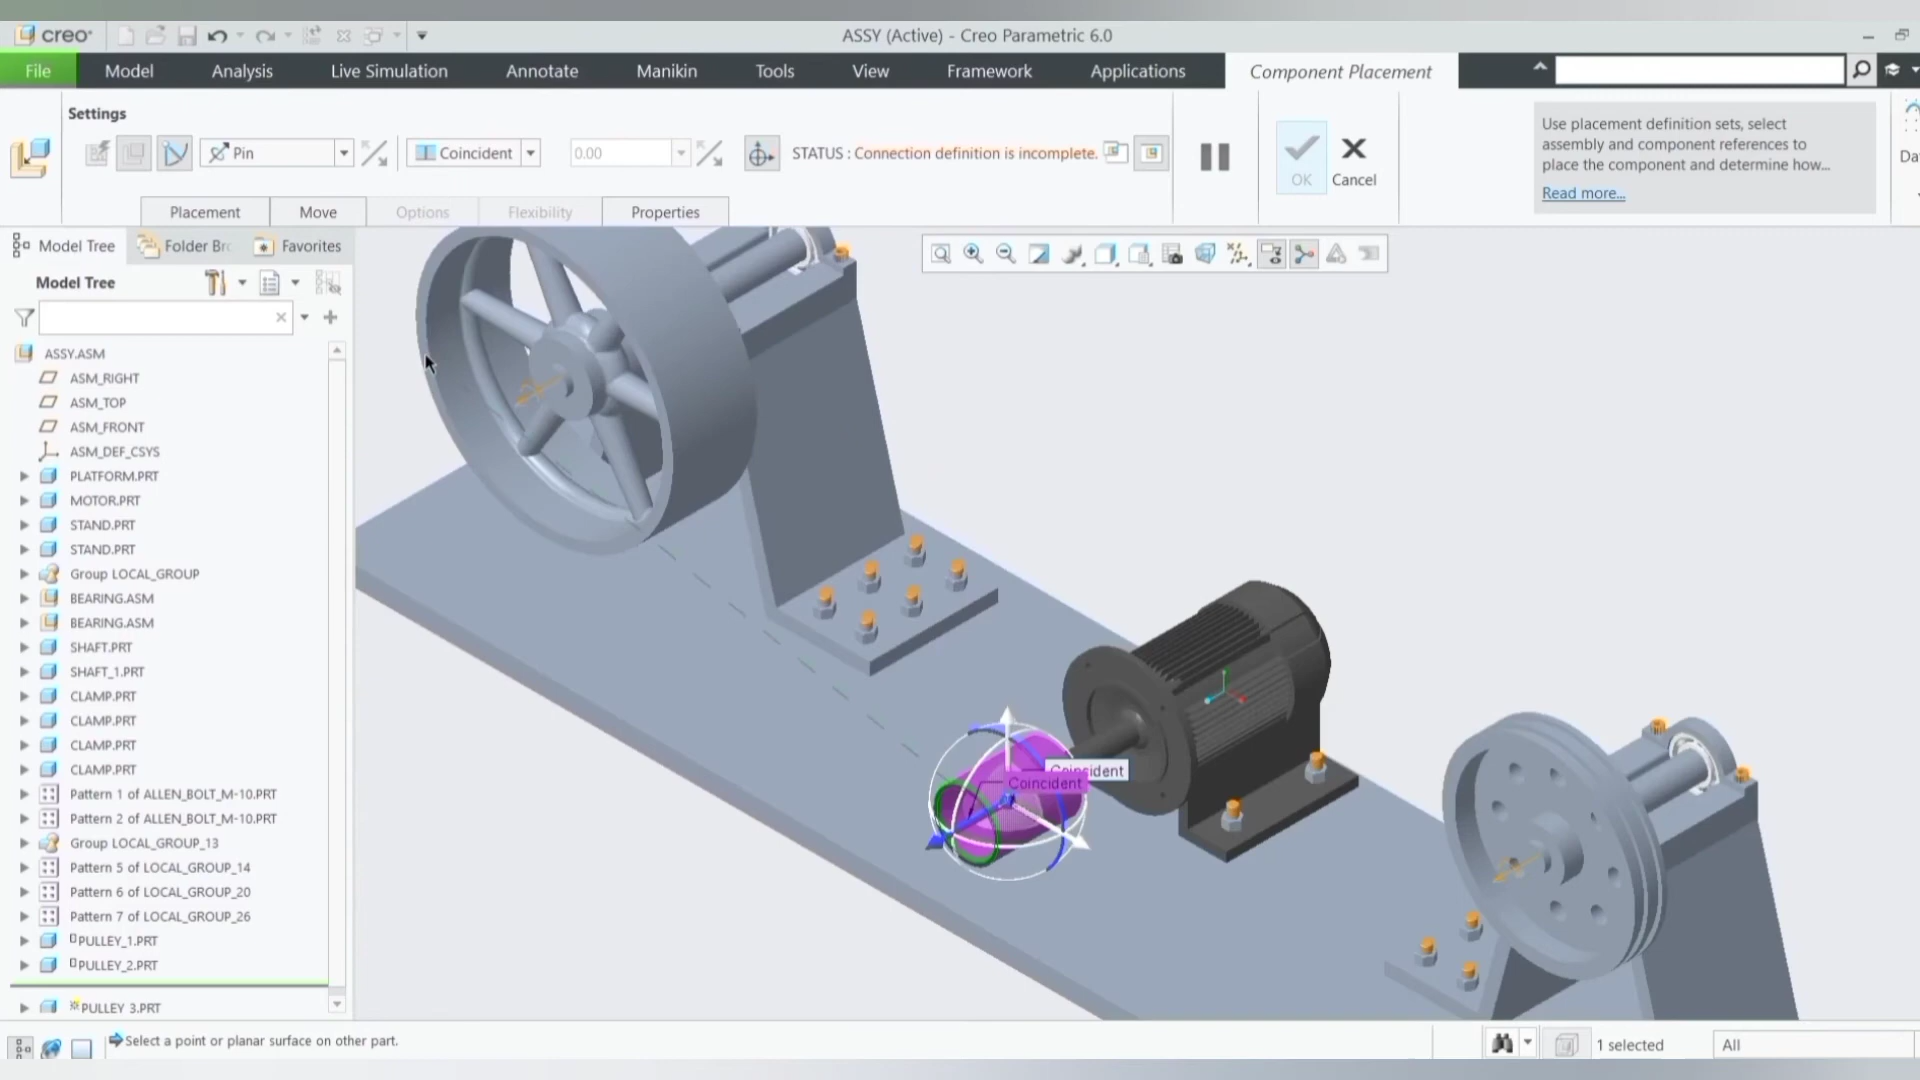 creo
ASSY (Active) - Creo Parametric 6.0
File Model Analysis Live Simulation Annotate Manikin Tools View Framework Applications Component Placement
Settings
Pin Coincident 0.00 STATUS : Connection definition is incomplete.
OK Cancel
Use placement definition sets, select
assembly and component references to
place the component and determine how...
Read more...
Placement Move Options Flexibility Properties
Model Tree Folder Br Favorites
Model Tree
ASSY.ASM
ASM_RIGHT
ASM_TOP
ASM_FRONT
ASM_DEF_CSYS
PLATFORM.PRT
MOTOR.PRT
STAND.PRT
STAND.PRT
Group LOCAL_GROUP
BEARING.ASM
BEARING.ASM
SHAFT.PRT
SHAFT_1.PRT
CLAMP.PRT
CLAMP.PRT
CLAMP.PRT
CLAMP.PRT
Pattern 1 of ALLEN_BOLT_M-10.PRT
Pattern 2 of ALLEN_BOLT_M-10.PRT
Group LOCAL_GROUP_13
Pattern 5 of LOCAL_GROUP_14
Pattern 6 of LOCAL_GROUP_20
Pattern 7 of LOCAL_GROUP_26
PULLEY_1.PRT
PULLEY_2.PRT
PULLEY 3.PRT
Coincident
Coincident
Select a point or planar surface on other part.
1 selected
All